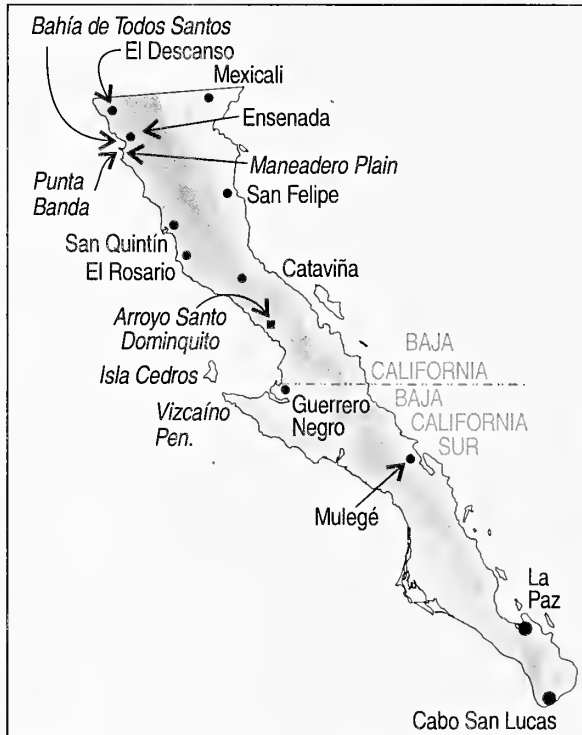 Bahía de Todos Santos
El Descanso
Mexicali
Ensenada
Maneadero Plain
Punta
Banda
San Felipe
San Quintín
El Rosario
Cataviña
Arroyo Santo
Dominquito
BAJA
CALIFORNIA
Isla Cedros
BAJA
CALIFORNIA
SUR
Guerrero
Negro
Vizcaíno
Pen.
Mulegé
La
Paz
Cabo San Lucas